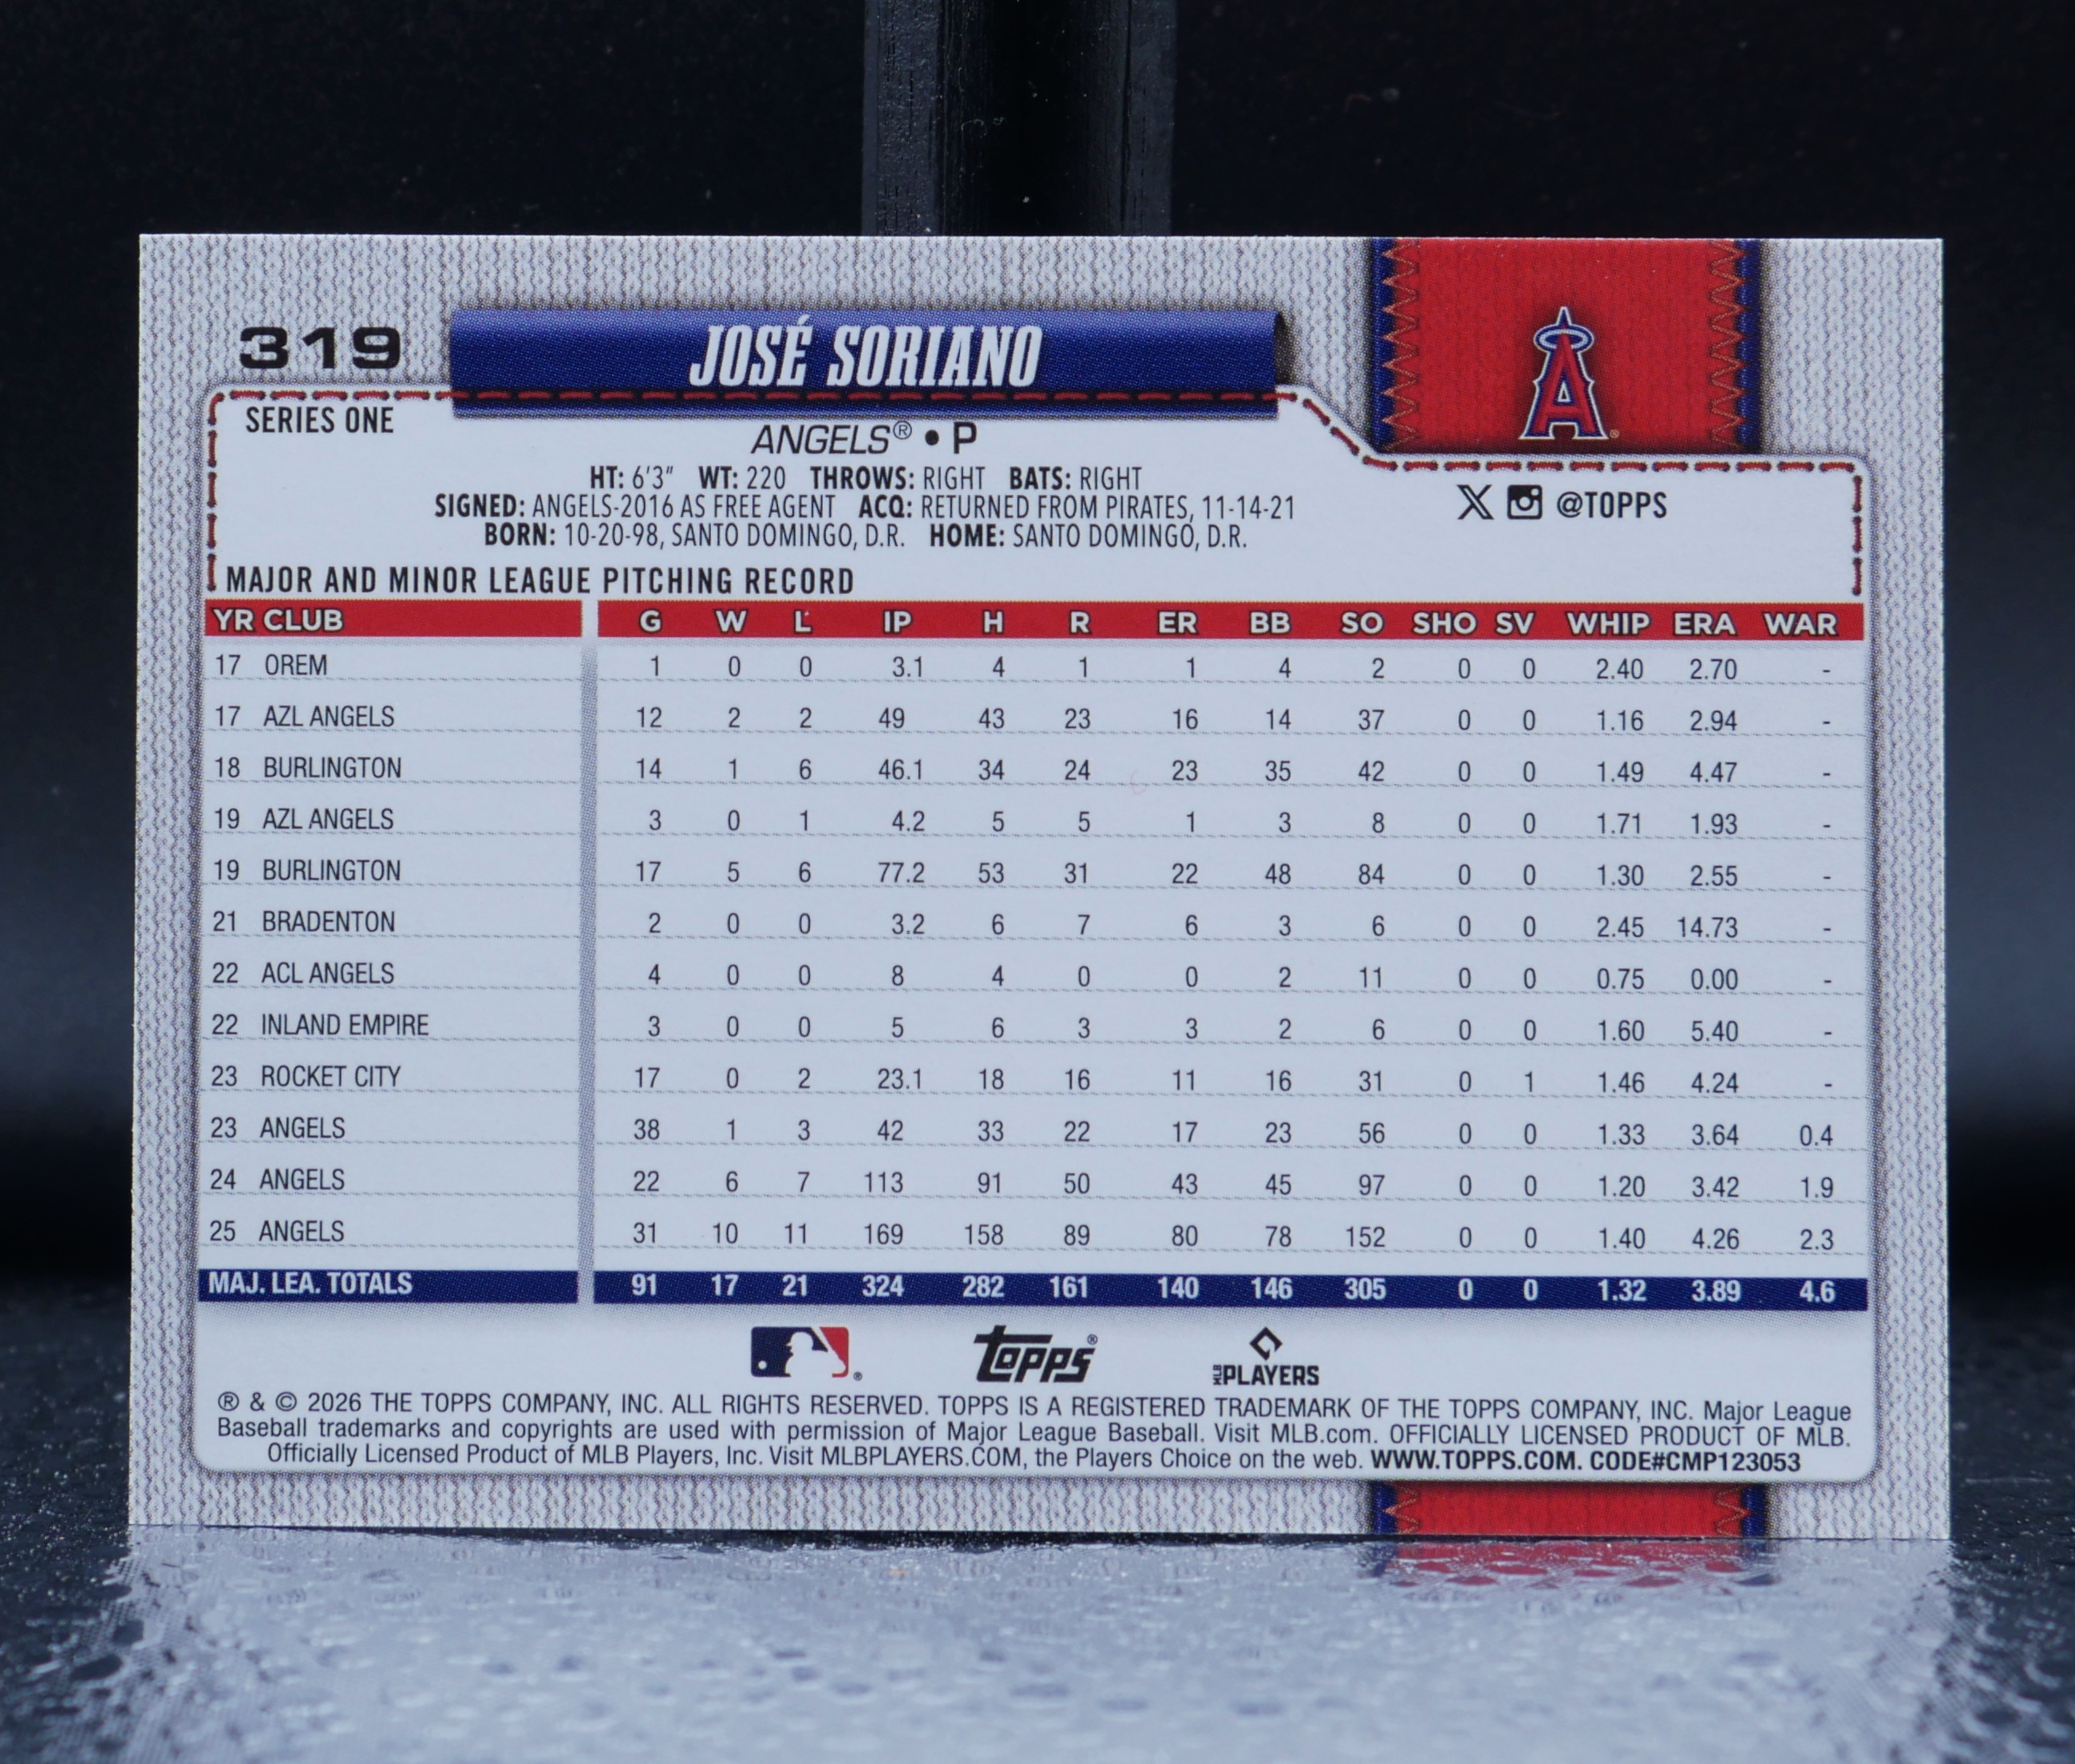 319
JOSÉ SORIANO
A
SERIES ONE
ANGELS® • P
HT: 6'3" WT: 220 THROWS: RIGHT BATS: RIGHT
SIGNED: ANGELS-2016 AS FREE AGENT ACQ: RETURNED FROM PIRATES, 11-14-21
BORN: 10-20-98, SANTO DOMINGO, D.R. HOME: SANTO DOMINGO, D.R.
X @TOPPS
MAJOR AND MINOR LEAGUE PITCHING RECORD
YR CLUB G W L IP H R ER BB SO SHO SV WHIP ERA WAR
17 OREM 1 0 0 3.1 4 1 1 4 2 0 0 2.40 2.70 -
17 AZL ANGELS 12 2 2 49 43 23 16 14 37 0 0 1.16 2.94 -
18 BURLINGTON 14 1 6 46.1 34 24 23 35 42 0 0 1.49 4.47 -
19 AZL ANGELS 3 0 1 4.2 5 5 1 3 8 0 0 1.71 1.93 -
19 BURLINGTON 17 5 6 77.2 53 31 22 48 84 0 0 1.30 2.55 -
21 BRADENTON 2 0 0 3.2 6 7 6 3 6 0 0 2.45 14.73 -
22 ACL ANGELS 4 0 0 8 4 0 0 2 11 0 0 0.75 0.00 -
22 INLAND EMPIRE 3 0 0 5 6 3 3 2 6 0 0 1.60 5.40 -
23 ROCKET CITY 17 0 2 23.1 18 16 11 16 31 0 1 1.46 4.24 -
23 ANGELS 38 1 3 42 33 22 17 23 56 0 0 1.33 3.64 0.4
24 ANGELS 22 6 7 113 91 50 43 45 97 0 0 1.20 3.42 1.9
25 ANGELS 31 10 11 169 158 89 80 78 152 0 0 1.40 4.26 2.3
MAJ. LEA. TOTALS 91 17 21 324 282 161 140 146 305 0 0 1.32 3.89 4.6
topps® MLB PLAYERS
® & © 2026 THE TOPPS COMPANY, INC. ALL RIGHTS RESERVED. TOPPS IS A REGISTERED TRADEMARK OF THE TOPPS COMPANY, INC. Major League
Baseball trademarks and copyrights are used with permission of Major League Baseball. Visit MLB.com. OFFICIALLY LICENSED PRODUCT OF MLB.
Officially Licensed Product of MLB Players, Inc. Visit MLBPLAYERS.COM, the Players Choice on the web. WWW.TOPPS.COM. CODE#CMP123053